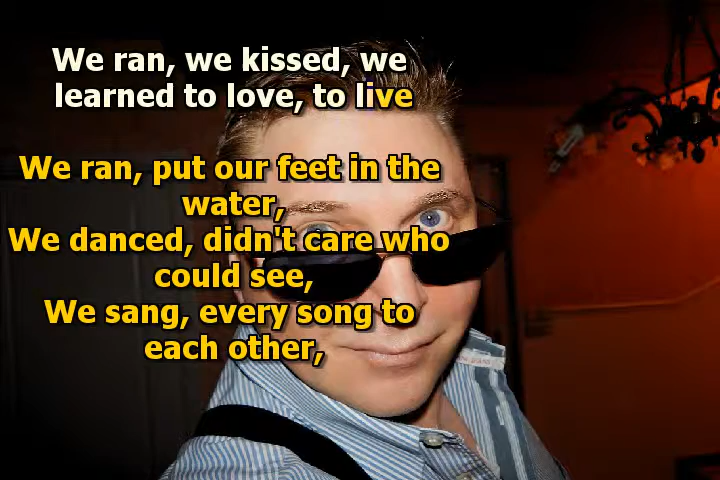 We ran, we kissed, we
learned to love, to live
We ran, put our feet in the
water,
We danced, didn't care who
could see,
We sang, every song to
each other,